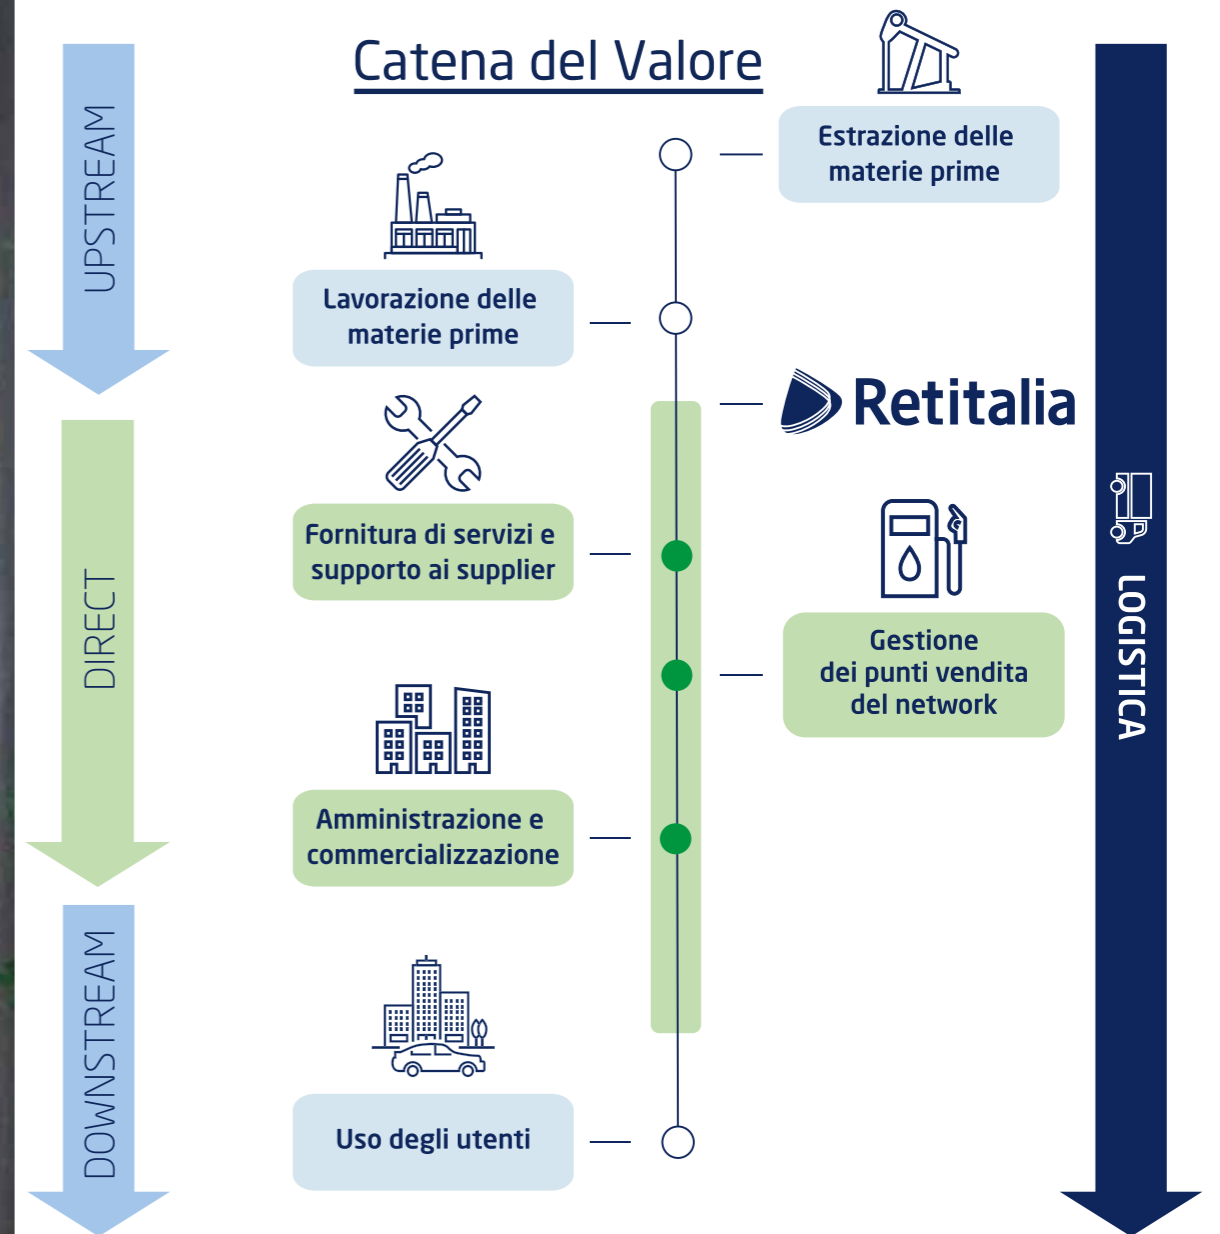 Catena del Valore
UPSTREAM
Estrazione delle
materie prime
Lavorazione delle
materie prime
Retitalia
DIRECT
Fornitura di servizi e
supporto ai supplier
Gestione
dei punti vendita
del network
Amministrazione e
commercializzazione
DOWNSTREAM
Uso degli utenti
LOGISTICA